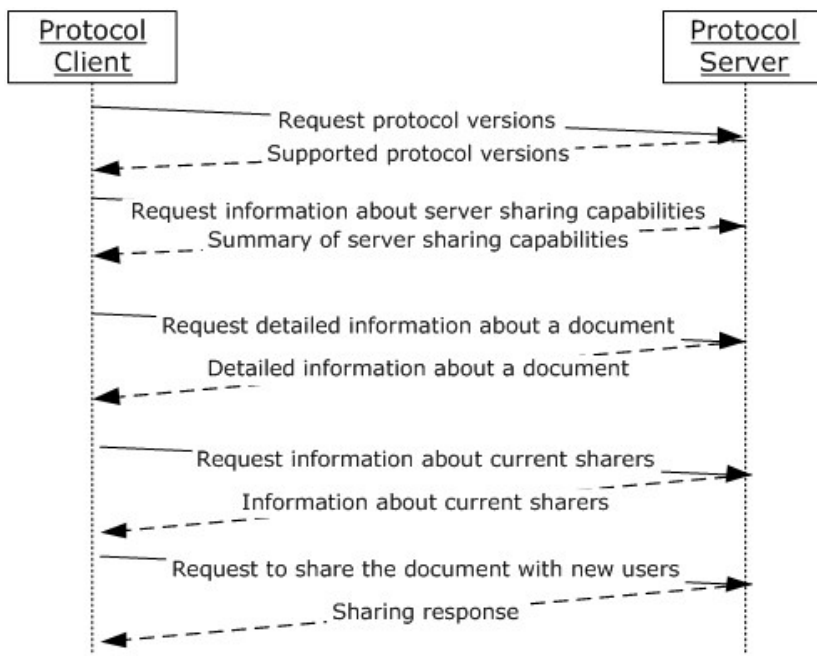 Protocol
Client
Protocol
Server
Request protocol versions
Supported protocol versions
Request information about server sharing capabilities
Summary of server sharing capabilities
Request detailed information about a document
Detailed information about a document
Request information about current sharers
Information about current sharers
Request to share the document with new users
Sharing response